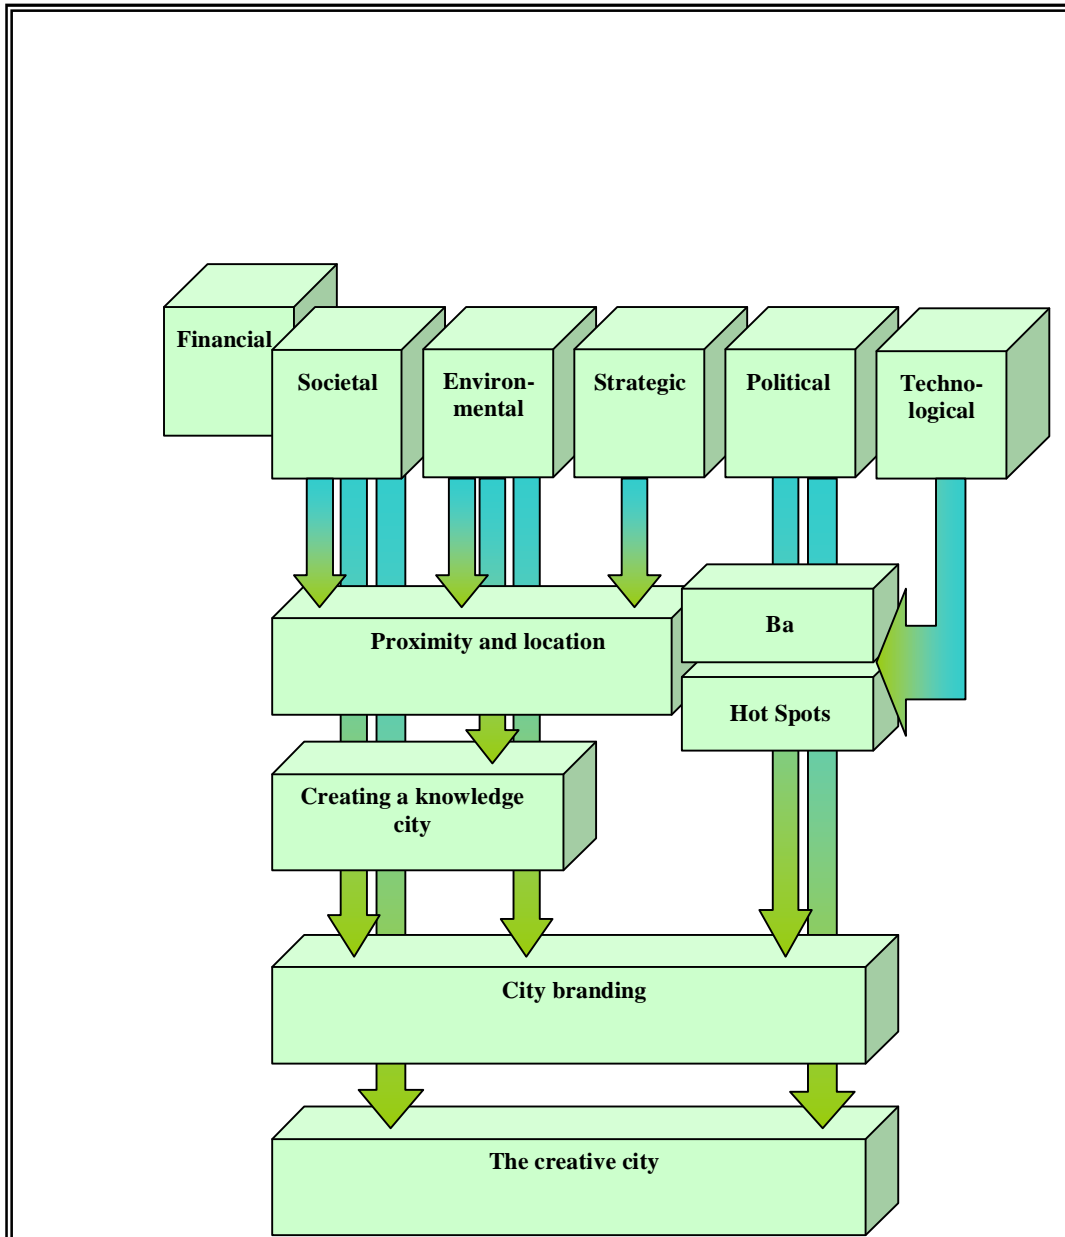 Financial
Societal
Environ-
mental
Strategic
Political
Techno-
logical
Proximity and location
Ba
Hot Spots
Creating a knowledge
city
City branding
The creative city